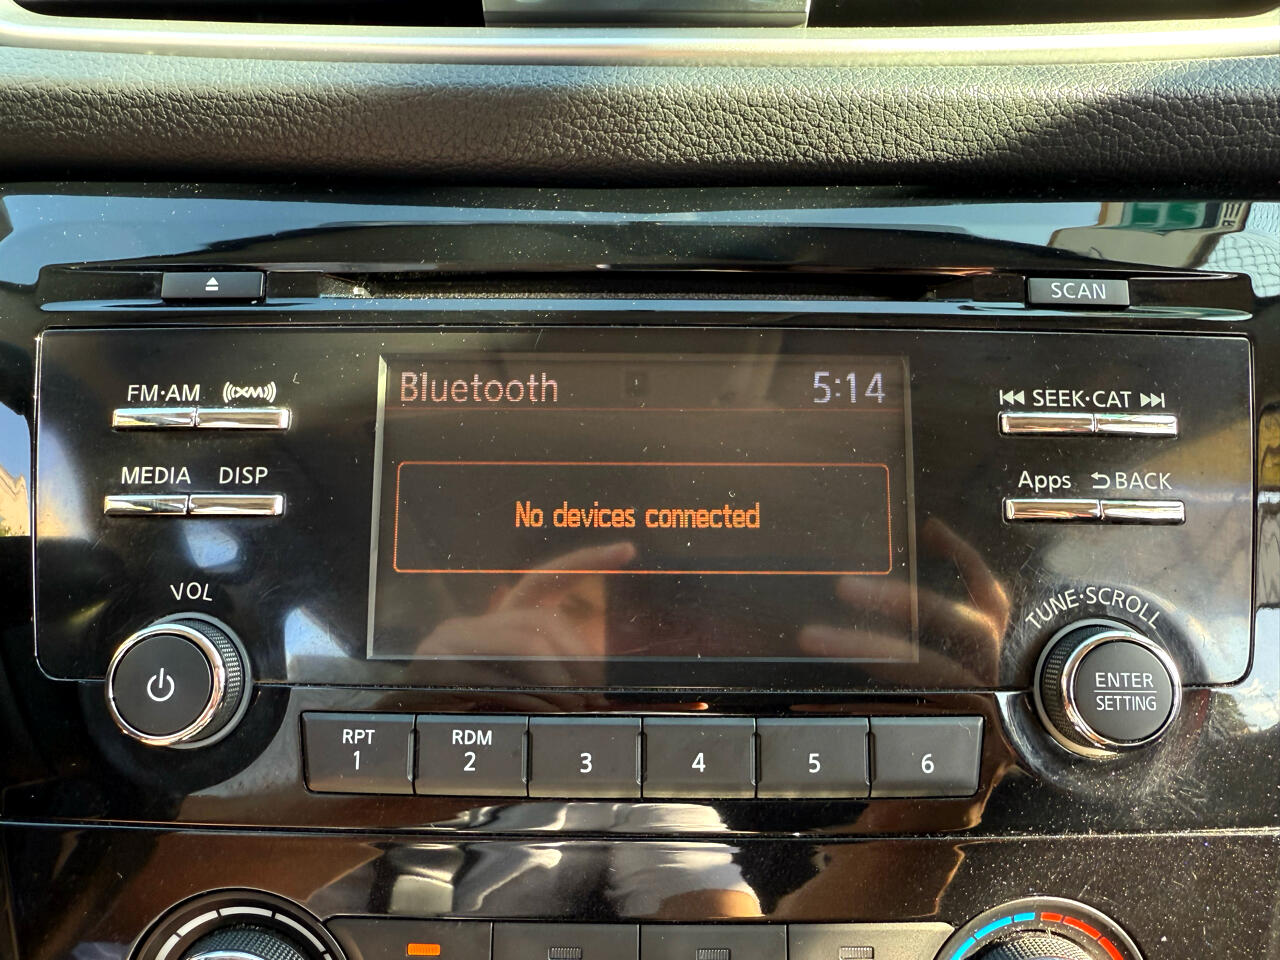 SCAN
FM·AM XM
Bluetooth 5:14
SEEK·CAT
MEDIA DISP
Apps BACK
No devices connected
VOL
TUNE·SCROLL
ENTER
SETTING
RPT
1
RDM
2
3
4
5
6